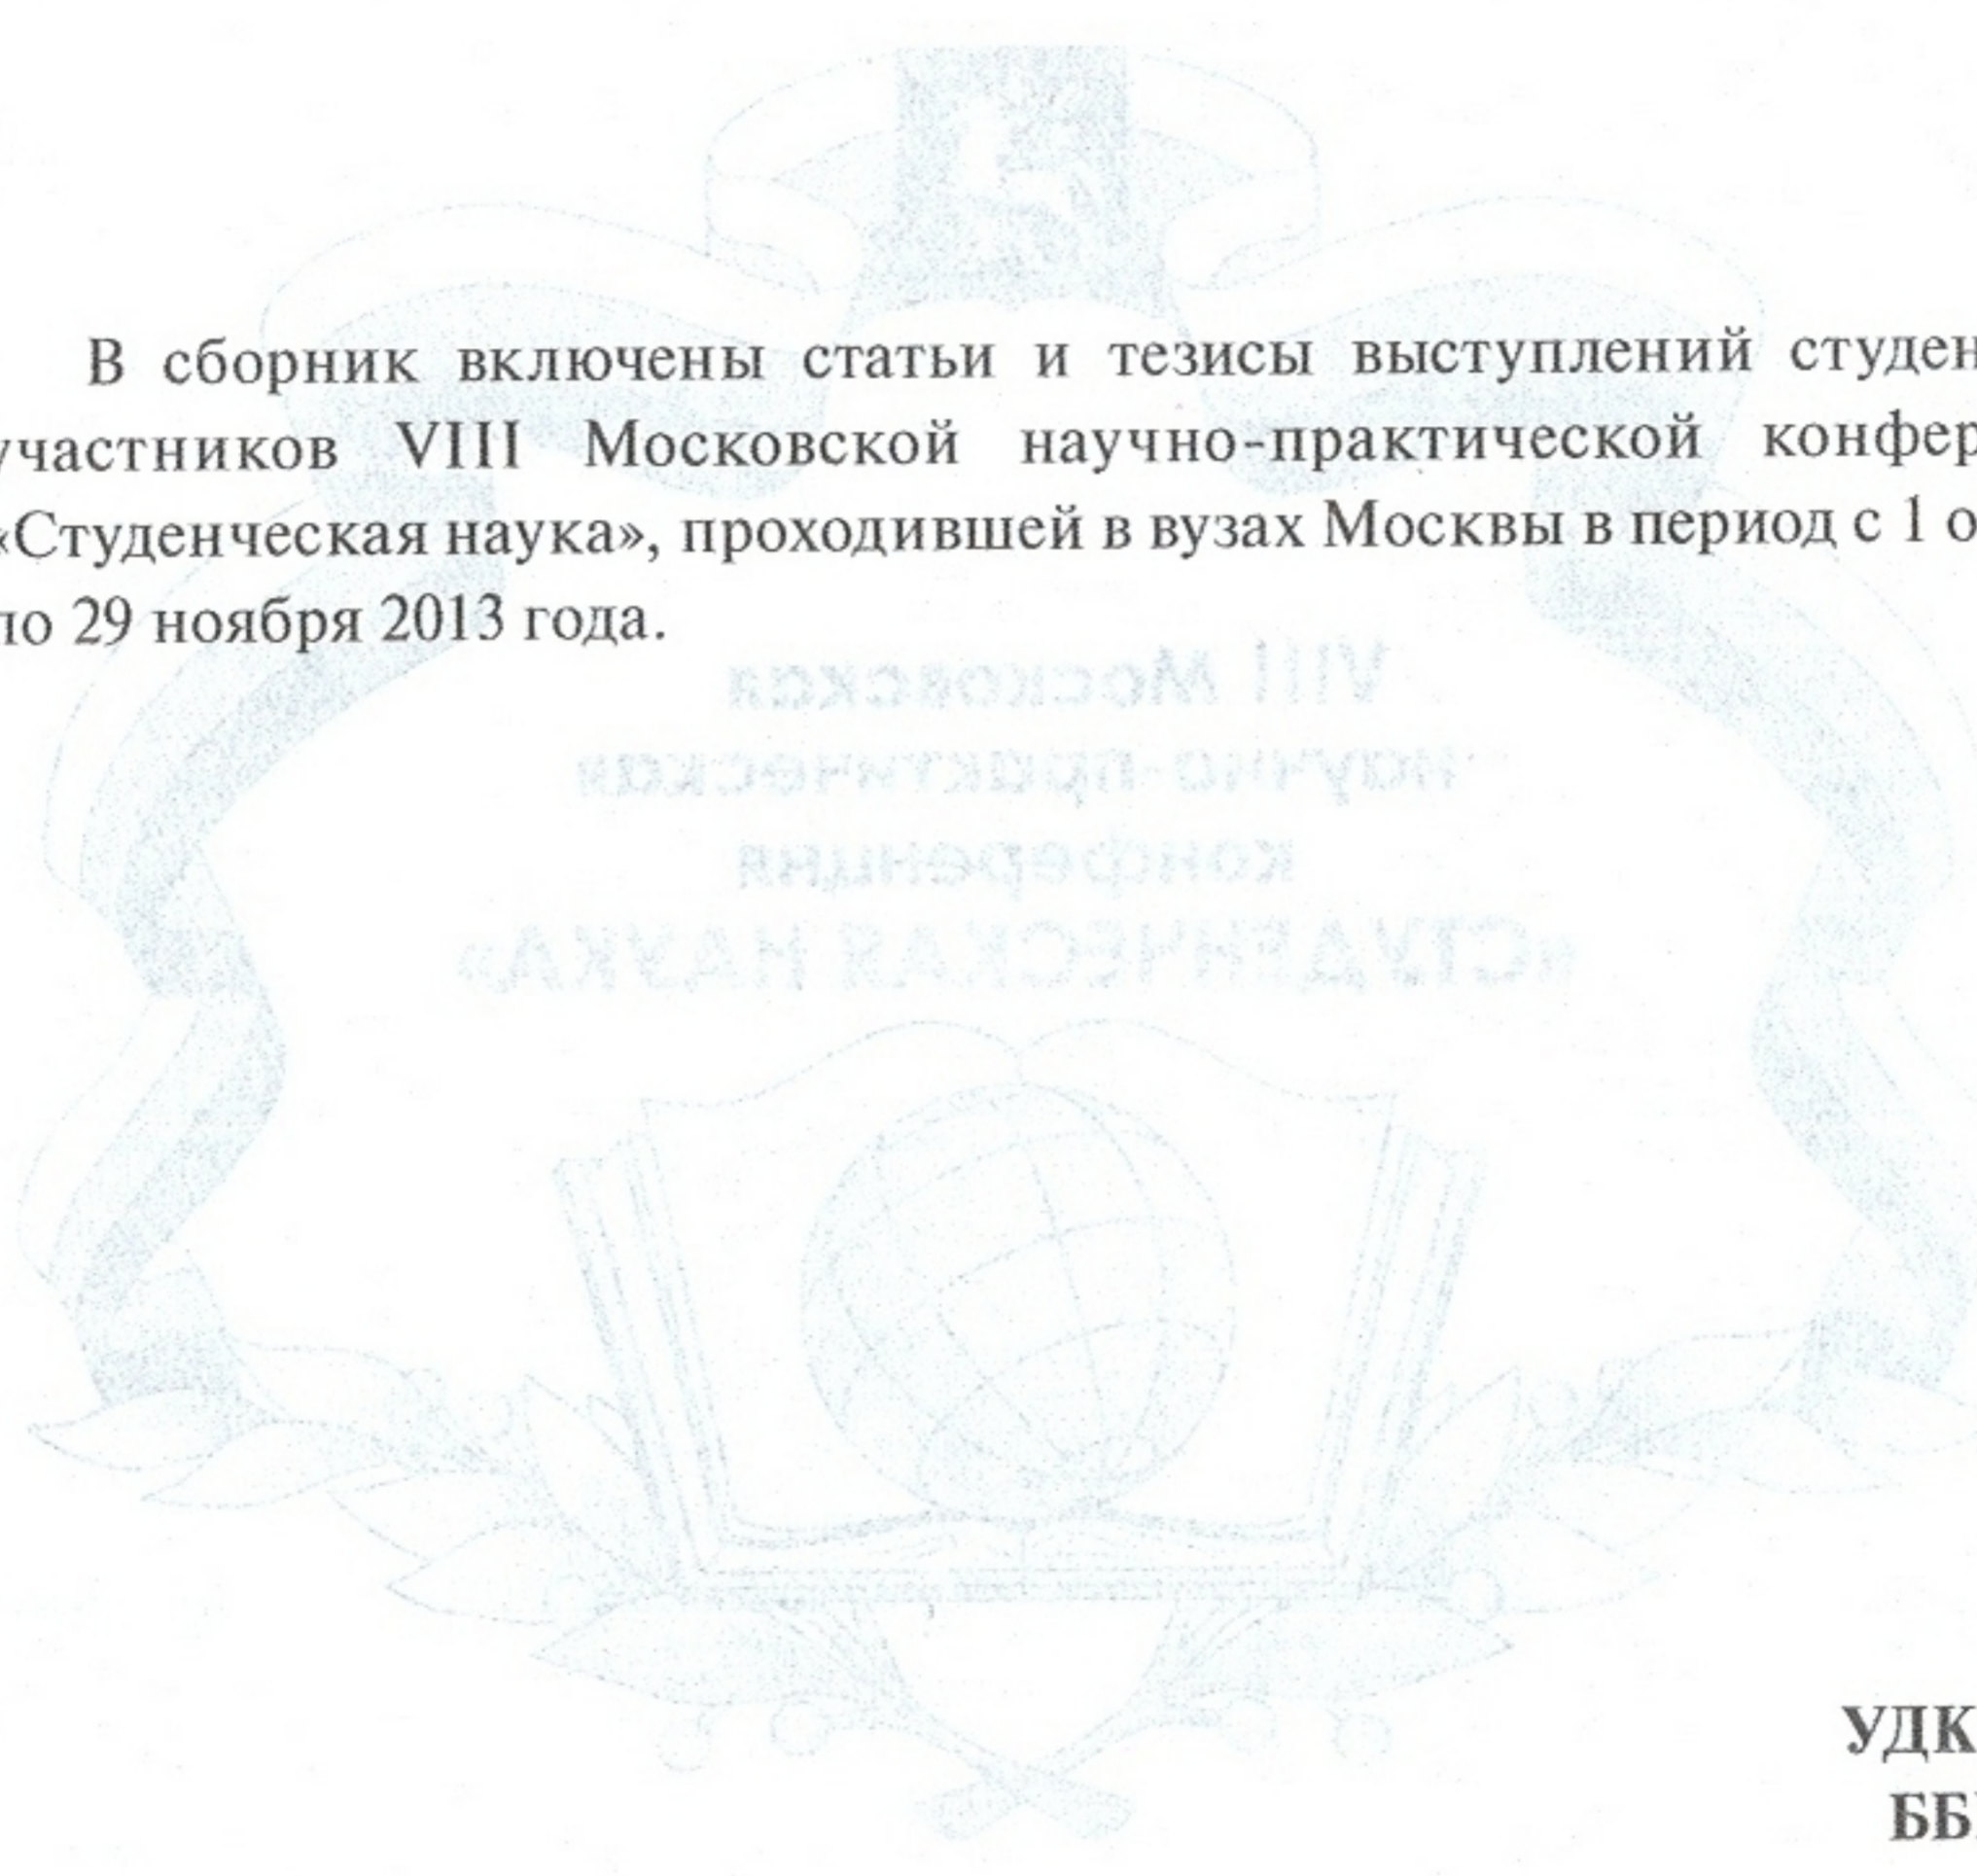 В сборник включены статьи и тезисы выступлений студен
участников VIII Московской научно-практической конфер
«Студенческая наука», проходившей в вузах Москвы в период с 1 о
по 29 ноября 2013 года.
VIII Московская
научно-практическая
конференция
«СТУДЕНЧЕСКАЯ НАУКА»
УДК
ББ